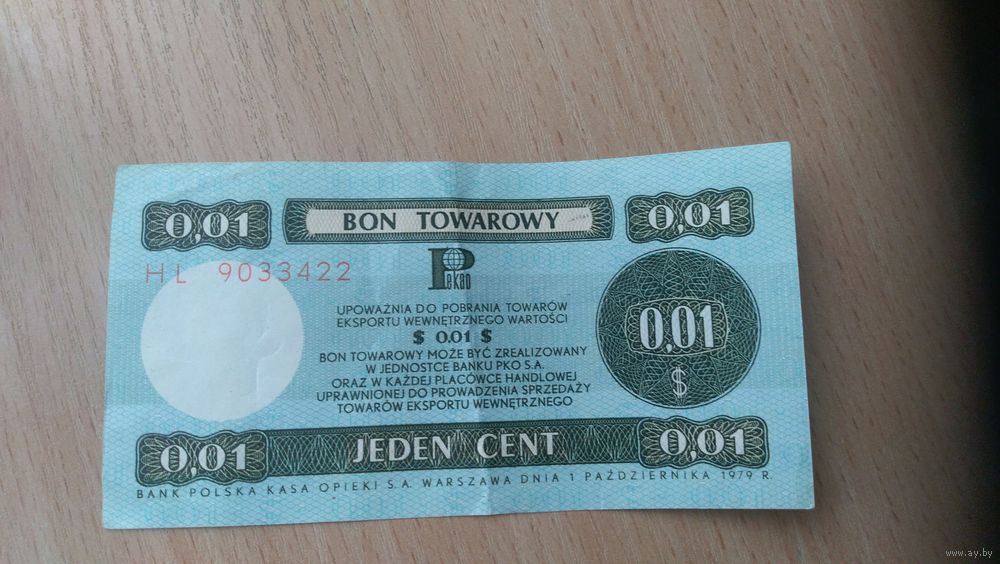 0,01 BON TOWAROWY 0,01
HL 9033422
Pekao
UPOWAŻNIA DO POBRANIA TOWARÓW
EKSPORTU WEWNĘTRZNEGO WARTOŚCI
$ 0.01 $
BON TOWAROWY MOŻE BYĆ ZREALIZOWANY
W JEDNOSTCE BANKU PKO S.A.
ORAZ W KAŻDEJ PLACÓWCE HANDLOWEJ
UPRAWNIONEJ DO PROWADZENIA SPRZEDAŻY
TOWARÓW EKSPORTU WEWNĘTRZNEGO
0,01
$
0,01 JEDEN CENT 0,01
BANK POLSKA KASA OPIEKI S.A. WARSZAWA DNIA 1 PAŹDZIERNIKA 1979 R.
www.ay.by